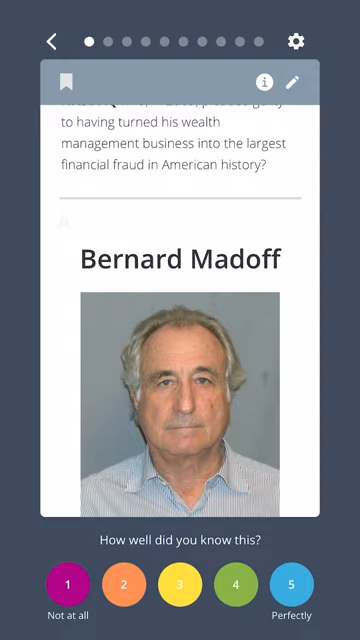 to having turned his wealth
management business into the largest
financial fraud in American history?
Bernard Madoff
How well did you know this?
1
2
3
4
5
Not at all
Perfectly